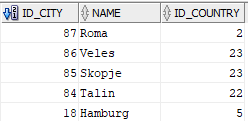 ID_CITY NAME ID_COUNTRY
87 Roma 2
86 Veles 23
85 Skopje 23
84 Talin 22
18 Hamburg 5